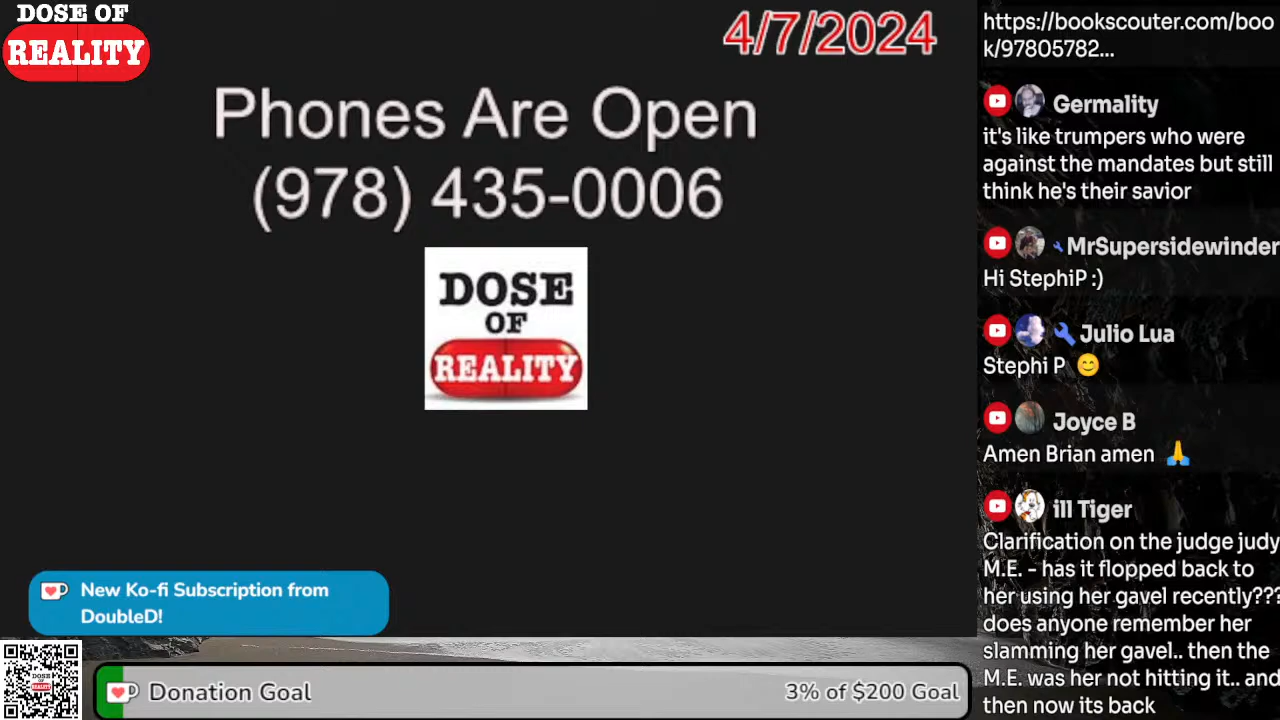 DOSE OF
REALITY
4/7/2024
Phones Are Open
(978) 435-0006
DOSE
OF
REALITY
New Ko-fi Subscription from
DoubleD!
DOSE OF
REALITY
Donation Goal
3% of $200 Goal
https://bookscouter.com/boo
k/97805782...
Germality
it's like trumpers who were
against the mandates but still
think he's their savior
MrSupersidewinder
Hi StephiP :)
Julio Lua
Stephi P 😊
Joyce B
Amen Brian amen 🙏
ill Tiger
Clarification on the judge judy
M.E. - has it flopped back to
her using her gavel recently???
does anyone remember her
slamming her gavel.. then the
M.E. was her not hitting it.. and
then now its back